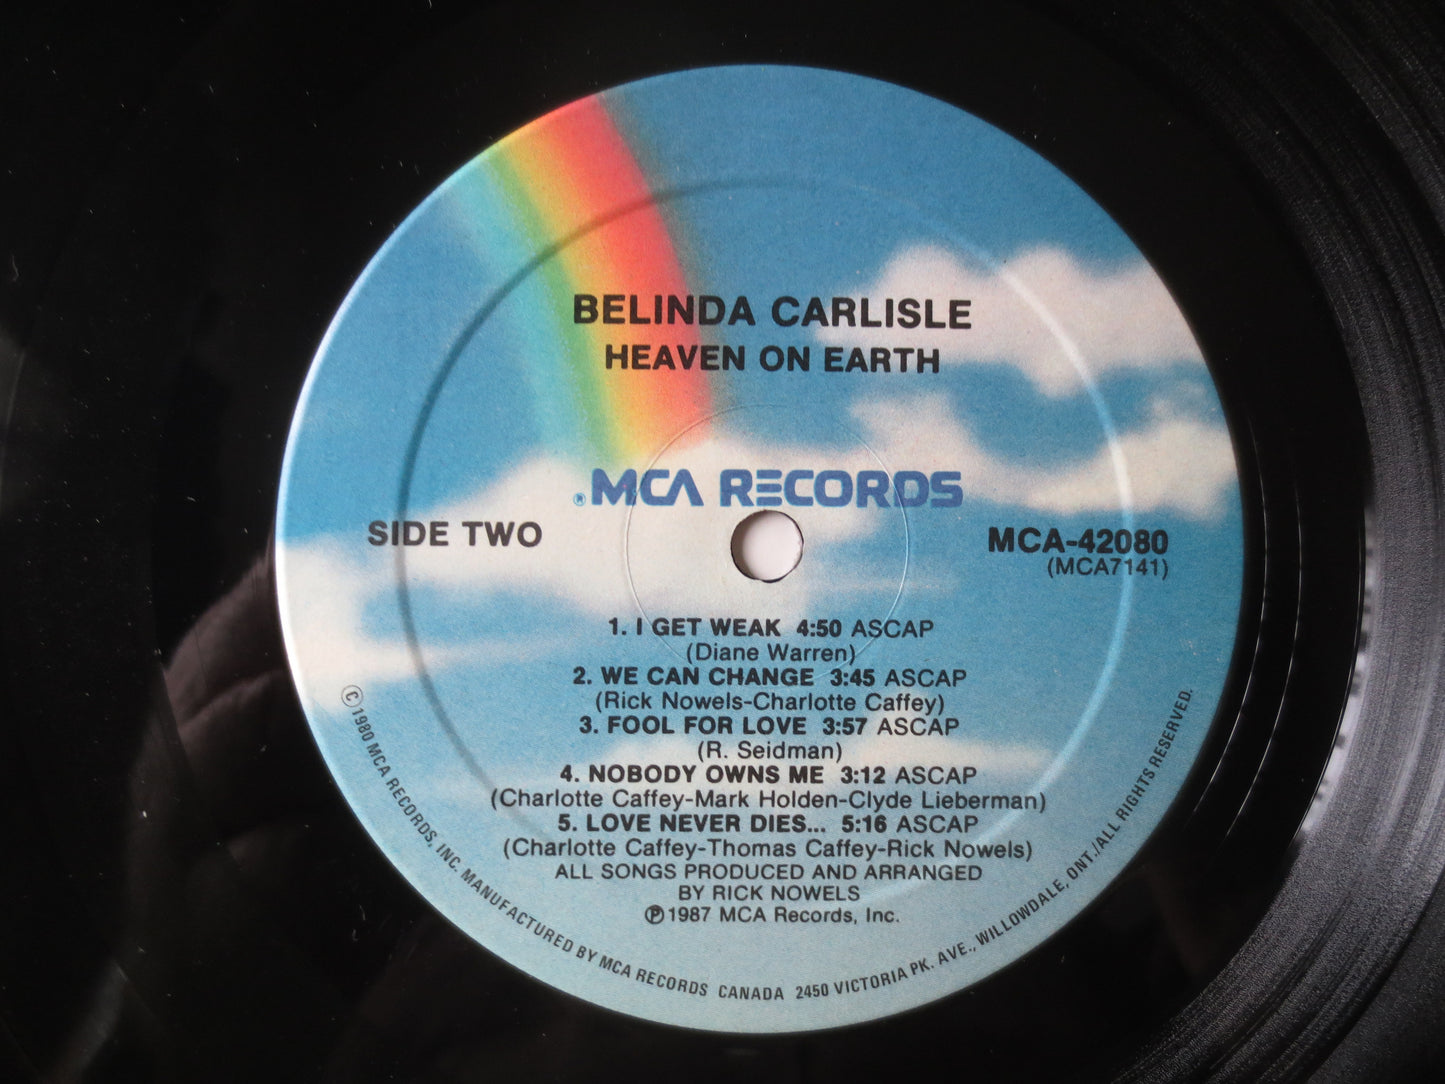 BELINDA CARLISLE
HEAVEN ON EARTH
®MCA RECORDS
SIDE TWO
MCA-42080
(MCA7141)
1. I GET WEAK 4:50 ASCAP
(Diane Warren)
2. WE CAN CHANGE 3:45 ASCAP
(Rick Nowels-Charlotte Caffey)
3. FOOL FOR LOVE 3:57 ASCAP
(R. Seidman)
4. NOBODY OWNS ME 3:12 ASCAP
(Charlotte Caffey-Mark Holden-Clyde Lieberman)
5. LOVE NEVER DIES... 5:16 ASCAP
(Charlotte Caffey-Thomas Caffey-Rick Nowels)
ALL SONGS PRODUCED AND ARRANGED
BY RICK NOWELS
℗1987 MCA Records, Inc.
©1980 MCA RECORDS, INC. MANUFACTURED BY MCA RECORDS CANADA 2450 VICTORIA PK. AVE., WILLOWDALE, ONT./ALL RIGHTS RESERVED.